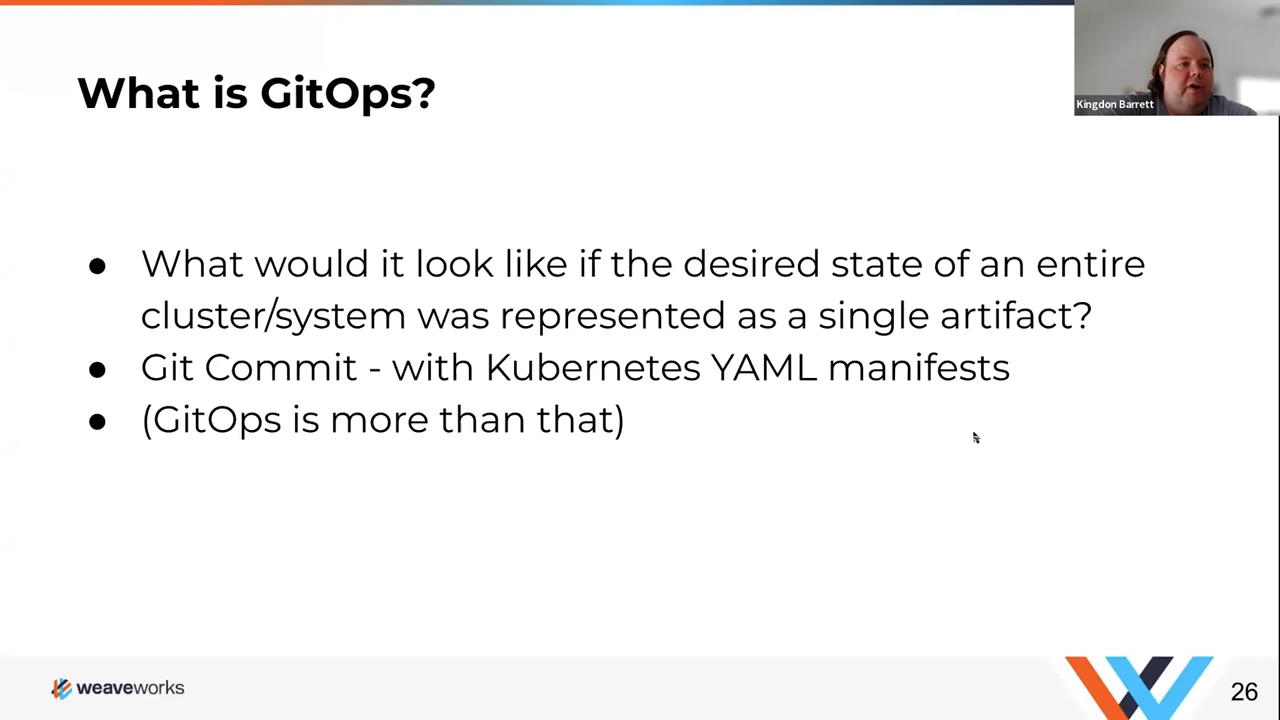 What is GitOps?
Kingdon Barrett
● What would it look like if the desired state of an entire
cluster/system was represented as a single artifact?
● Git Commit - with Kubernetes YAML manifests
● (GitOps is more than that)
weaveworks
26